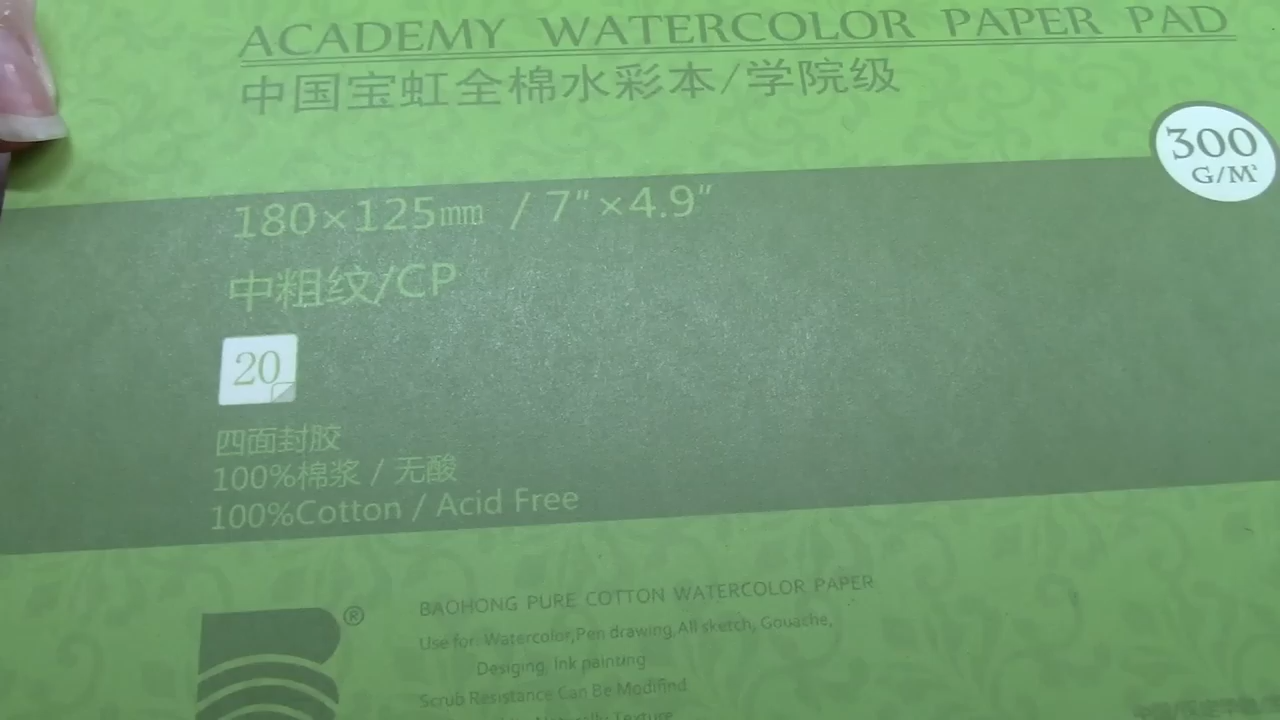 ACADEMY WATERCOLOR PAPER PAD
中国宝虹全棉水彩本/学院级
300
G/M²
180×125mm / 7"×4.9"
中粗纹/CP
20
四面封胶
100%棉浆 / 无酸
100%Cotton / Acid Free
®
BAOHONG PURE COTTON WATERCOLOR PAPER
Use for: Watercolor,Pen drawing,All sketch, Gouache,
Desiging, Ink painting
Scrub Resistance Can Be Modifind
Naturally Texture